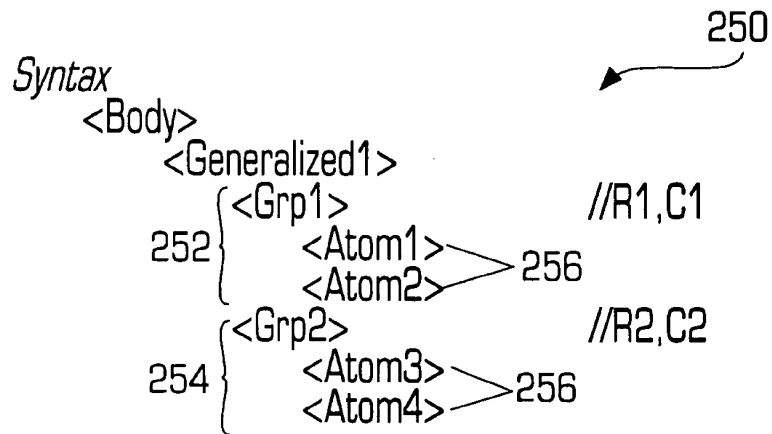 250
Syntax
<Body>
<Generalized1>
<Grp1> //R1,C1
252 <Atom1> 256
<Atom2>
<Grp2> //R2,C2
254 <Atom3> 256
<Atom4>